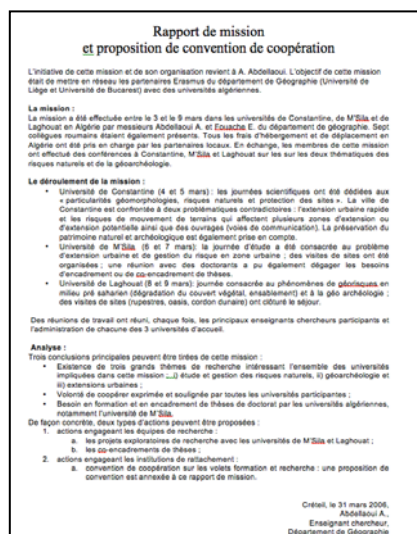 Rapport de mission
et proposition de convention de coopération
L'initiative de cette mission et de son organisation revient à A. Abdellaoui. L'objectif de cette mission
était de mettre en réseau les partenaires Erasmus du département de Géographie (Université de
Liège et Université de Bucarest) avec des universités algériennes.
La mission :
La mission a été effectuée entre le 3 et le 9 mars dans les universités de Constantine, de M'Sila et de
Laghouat en Algérie par messieurs Abdellaoui A. et Fouache E. du département de géographie. Sept
collègues roumains étaient également présents. Tous les frais d'hébergement et de déplacement en
Algérie ont été pris en charge par les partenaires locaux. En échange, les membres de cette mission
ont effectué des conférences à Constantine, M'Sila et Laghouat sur les sur les deux thématiques des
risques naturels et de la géoarchéologie.
Le déroulement de la mission :
• Université de Constantine (4 et 5 mars) : les journées scientifiques ont été dédiées aux
« particularités géomorphologies, risques naturels et protection des sites ». La ville de
Constantine est confrontée à deux problématiques contradictoires : l'extension urbaine rapide
et les risques de mouvement de terrains qui affectent plusieurs zones d'extension ou
d'extension potentielle ainsi que des ouvrages (voies de communication). La préservation du
patrimoine naturel et archéologique est également prise en compte.
• Université de M'Sila (6 et 7 mars): la journée d'étude a été consacrée au problème
d'extension urbaine et de gestion du risque en zone urbaine ; des visites de sites ont été
organisées; une réunion avec des doctorants a pu également dégager les besoins
d'encadrement ou de co-encadrement de thèses.
• Université de Laghouat (8 et 9 mars): journée consacrée au phénomènes de géorisques en
milieu pré saharien (dégradation du couvert végétal, ensablement) et à la géo archéologie ;
des visites de sites (rupestres, oasis, cordon dunaire) ont clôturé le séjour.
Des réunions de travail ont réuni, chaque fois, les principaux enseignants chercheurs participants et
l'administration de chacune des 3 universités d'accueil.
Analyse :
Trois conclusions principales peuvent être tirées de cette mission :
• Existence de trois grands thèmes de recherche intéressant l'ensemble des universités
impliquées dans cette mission : i) étude et gestion des risques naturels, ii) géoarchéologie et
iii) extensions urbaines ;
• Volonté de coopérer exprimée et soulignée par toutes les universités participantes ;
• Besoin en formation et en encadrement de thèses de doctorat par les universités algériennes,
notamment l'université de M'Sila.
De façon concrète, deux types d'actions peuvent être proposées :
1. actions engageant les équipes de recherche :
a. les projets exploratoires de recherche avec les universités de M'Sila et Laghouat ;
b. les co-encadrements de thèses ;
2. actions engageant les institutions de rattachement :
a. convention de coopération sur les volets formation et recherche : une proposition de
convention est annexée à ce rapport de mission.
Créteil, le 31 mars 2006,
Abdellaoui A.,
Enseignant chercheur,
Département de Géographie